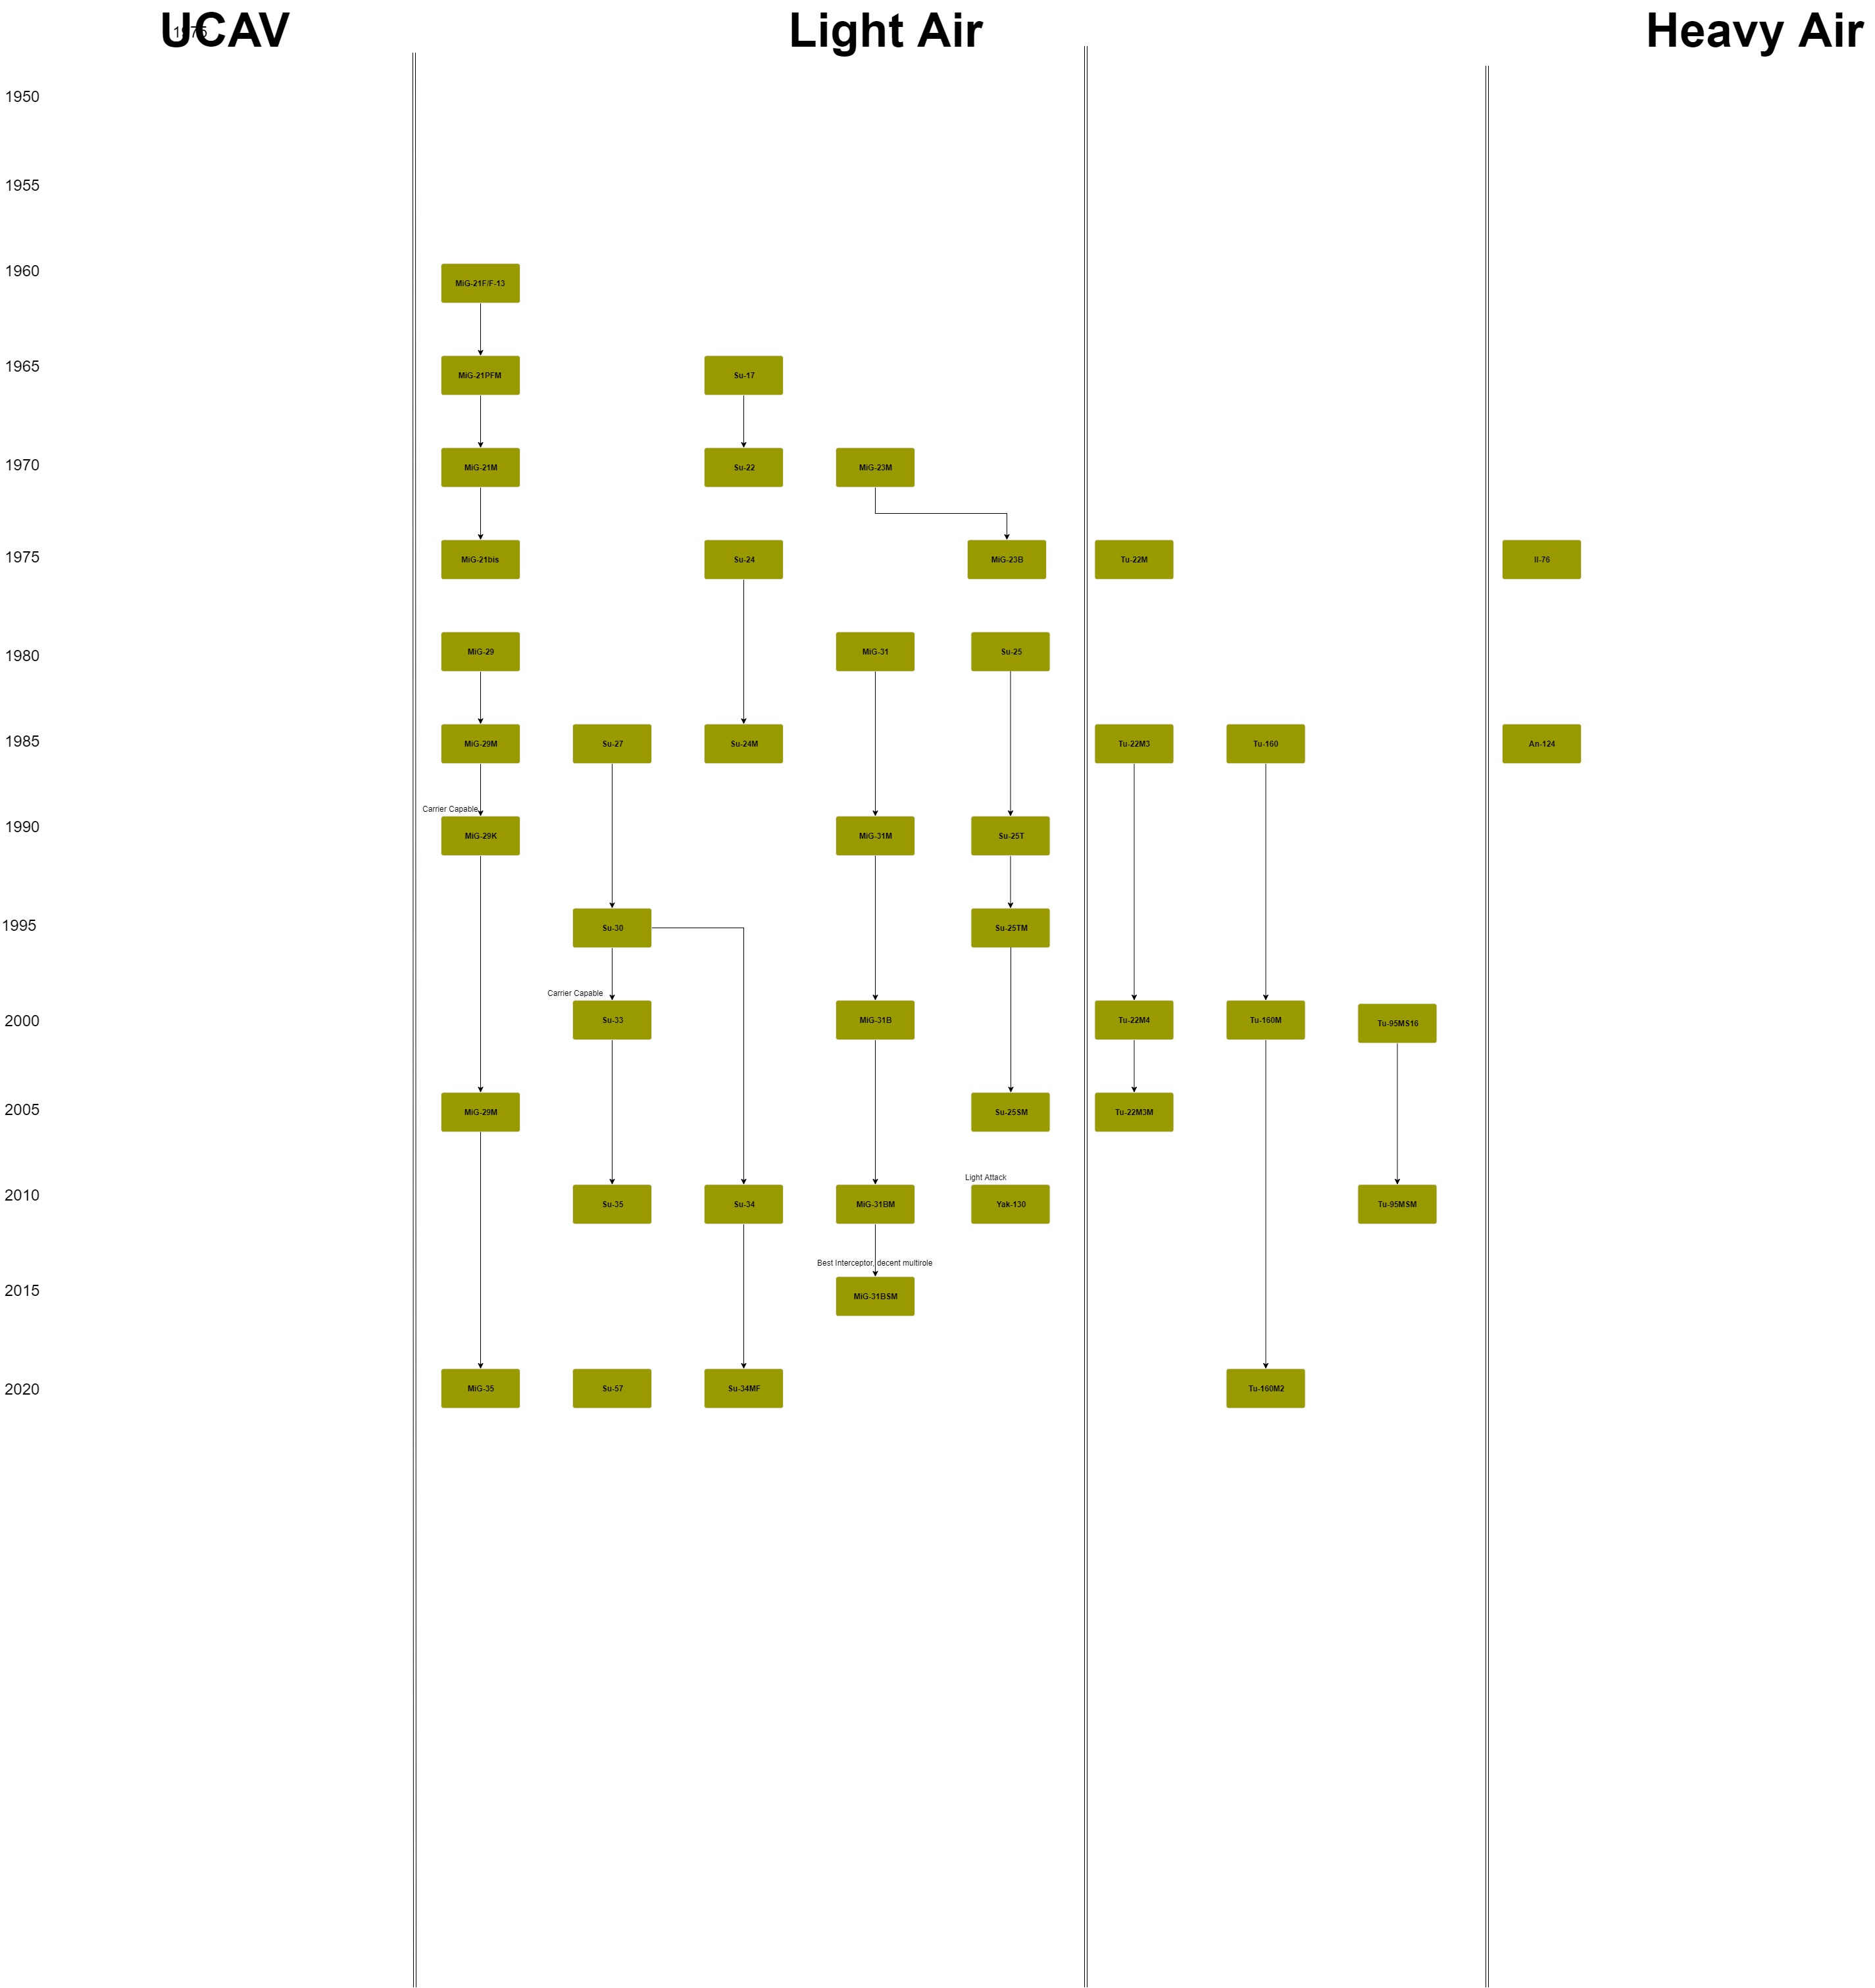 UCAV
1975
Light Air
Heavy Air
1950
1955
1960
MiG-21F/F-13
1965
MiG-21PFM
Su-17
1970
MiG-21M
Su-22
MiG-23M
1975
MiG-21bis
Su-24
MiG-23B
Tu-22M
Il-76
1980
MiG-29
MiG-31
Su-25
1985
MiG-29M
Su-27
Su-24M
Tu-22M3
Tu-160
An-124
Carrier Capable
1990
MiG-29K
MiG-31M
Su-25T
1995
Su-30
Su-25TM
Carrier Capable
2000
Su-33
MiG-31B
Tu-22M4
Tu-160M
Tu-95MS16
2005
MiG-29M
Su-25SM
Tu-22M3M
Light Attack
2010
Su-35
Su-34
MiG-31BM
Yak-130
Tu-95MSM
Best Interceptor, decent multirole
2015
MiG-31BSM
2020
MiG-35
Su-57
Su-34MF
Tu-160M2